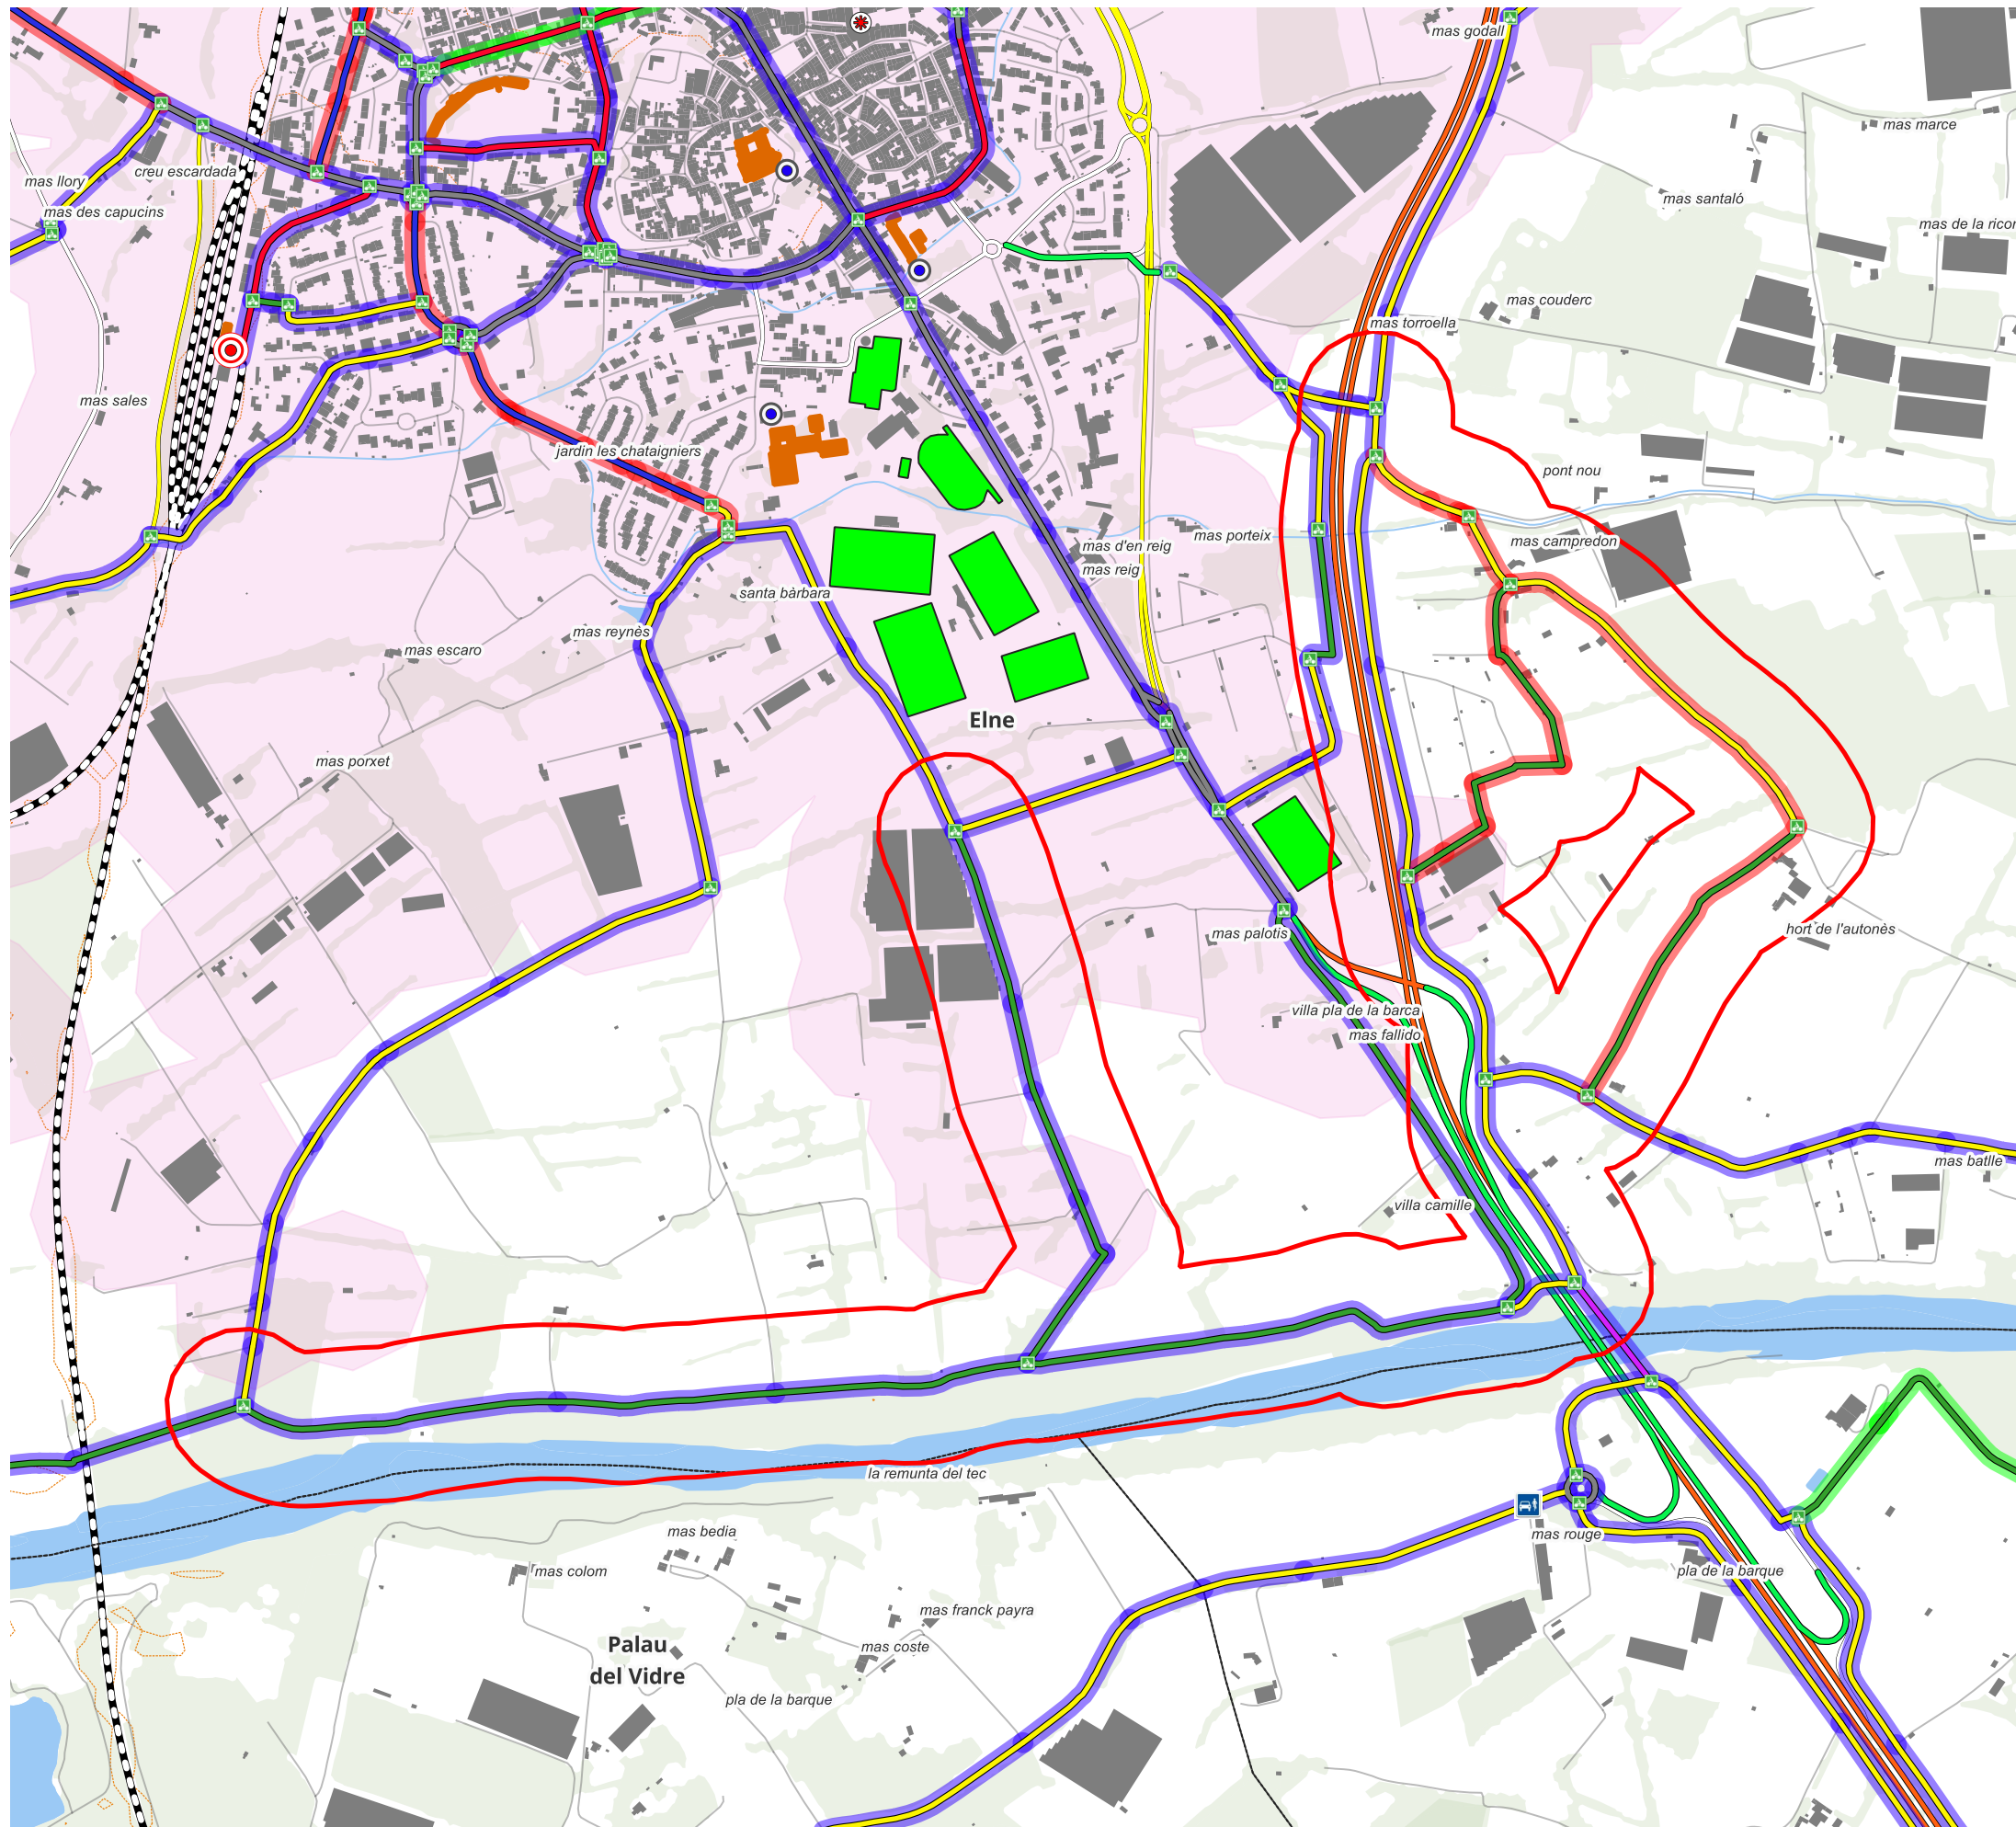 mas godall
mas marce
creu escardada
mas llory
mas santaló
mas des capucins
mas de la ricor
mas couderc
mas torroella
mas sales
jardin les chataigniers
pont nou
mas porteix
mas campredon
mas d'en reig
mas reig
santa bàrbara
mas reynès
mas escaro
Elne
mas porxet
hort de l'autonès
mas palotis
villa pla de la barca
mas fallido
mas batlle
villa camille
la remunta del tec
mas bedia
mas rouge
mas colom
pla de la barque
mas franck payra
Palau
del Vidre
mas coste
pla de la barque